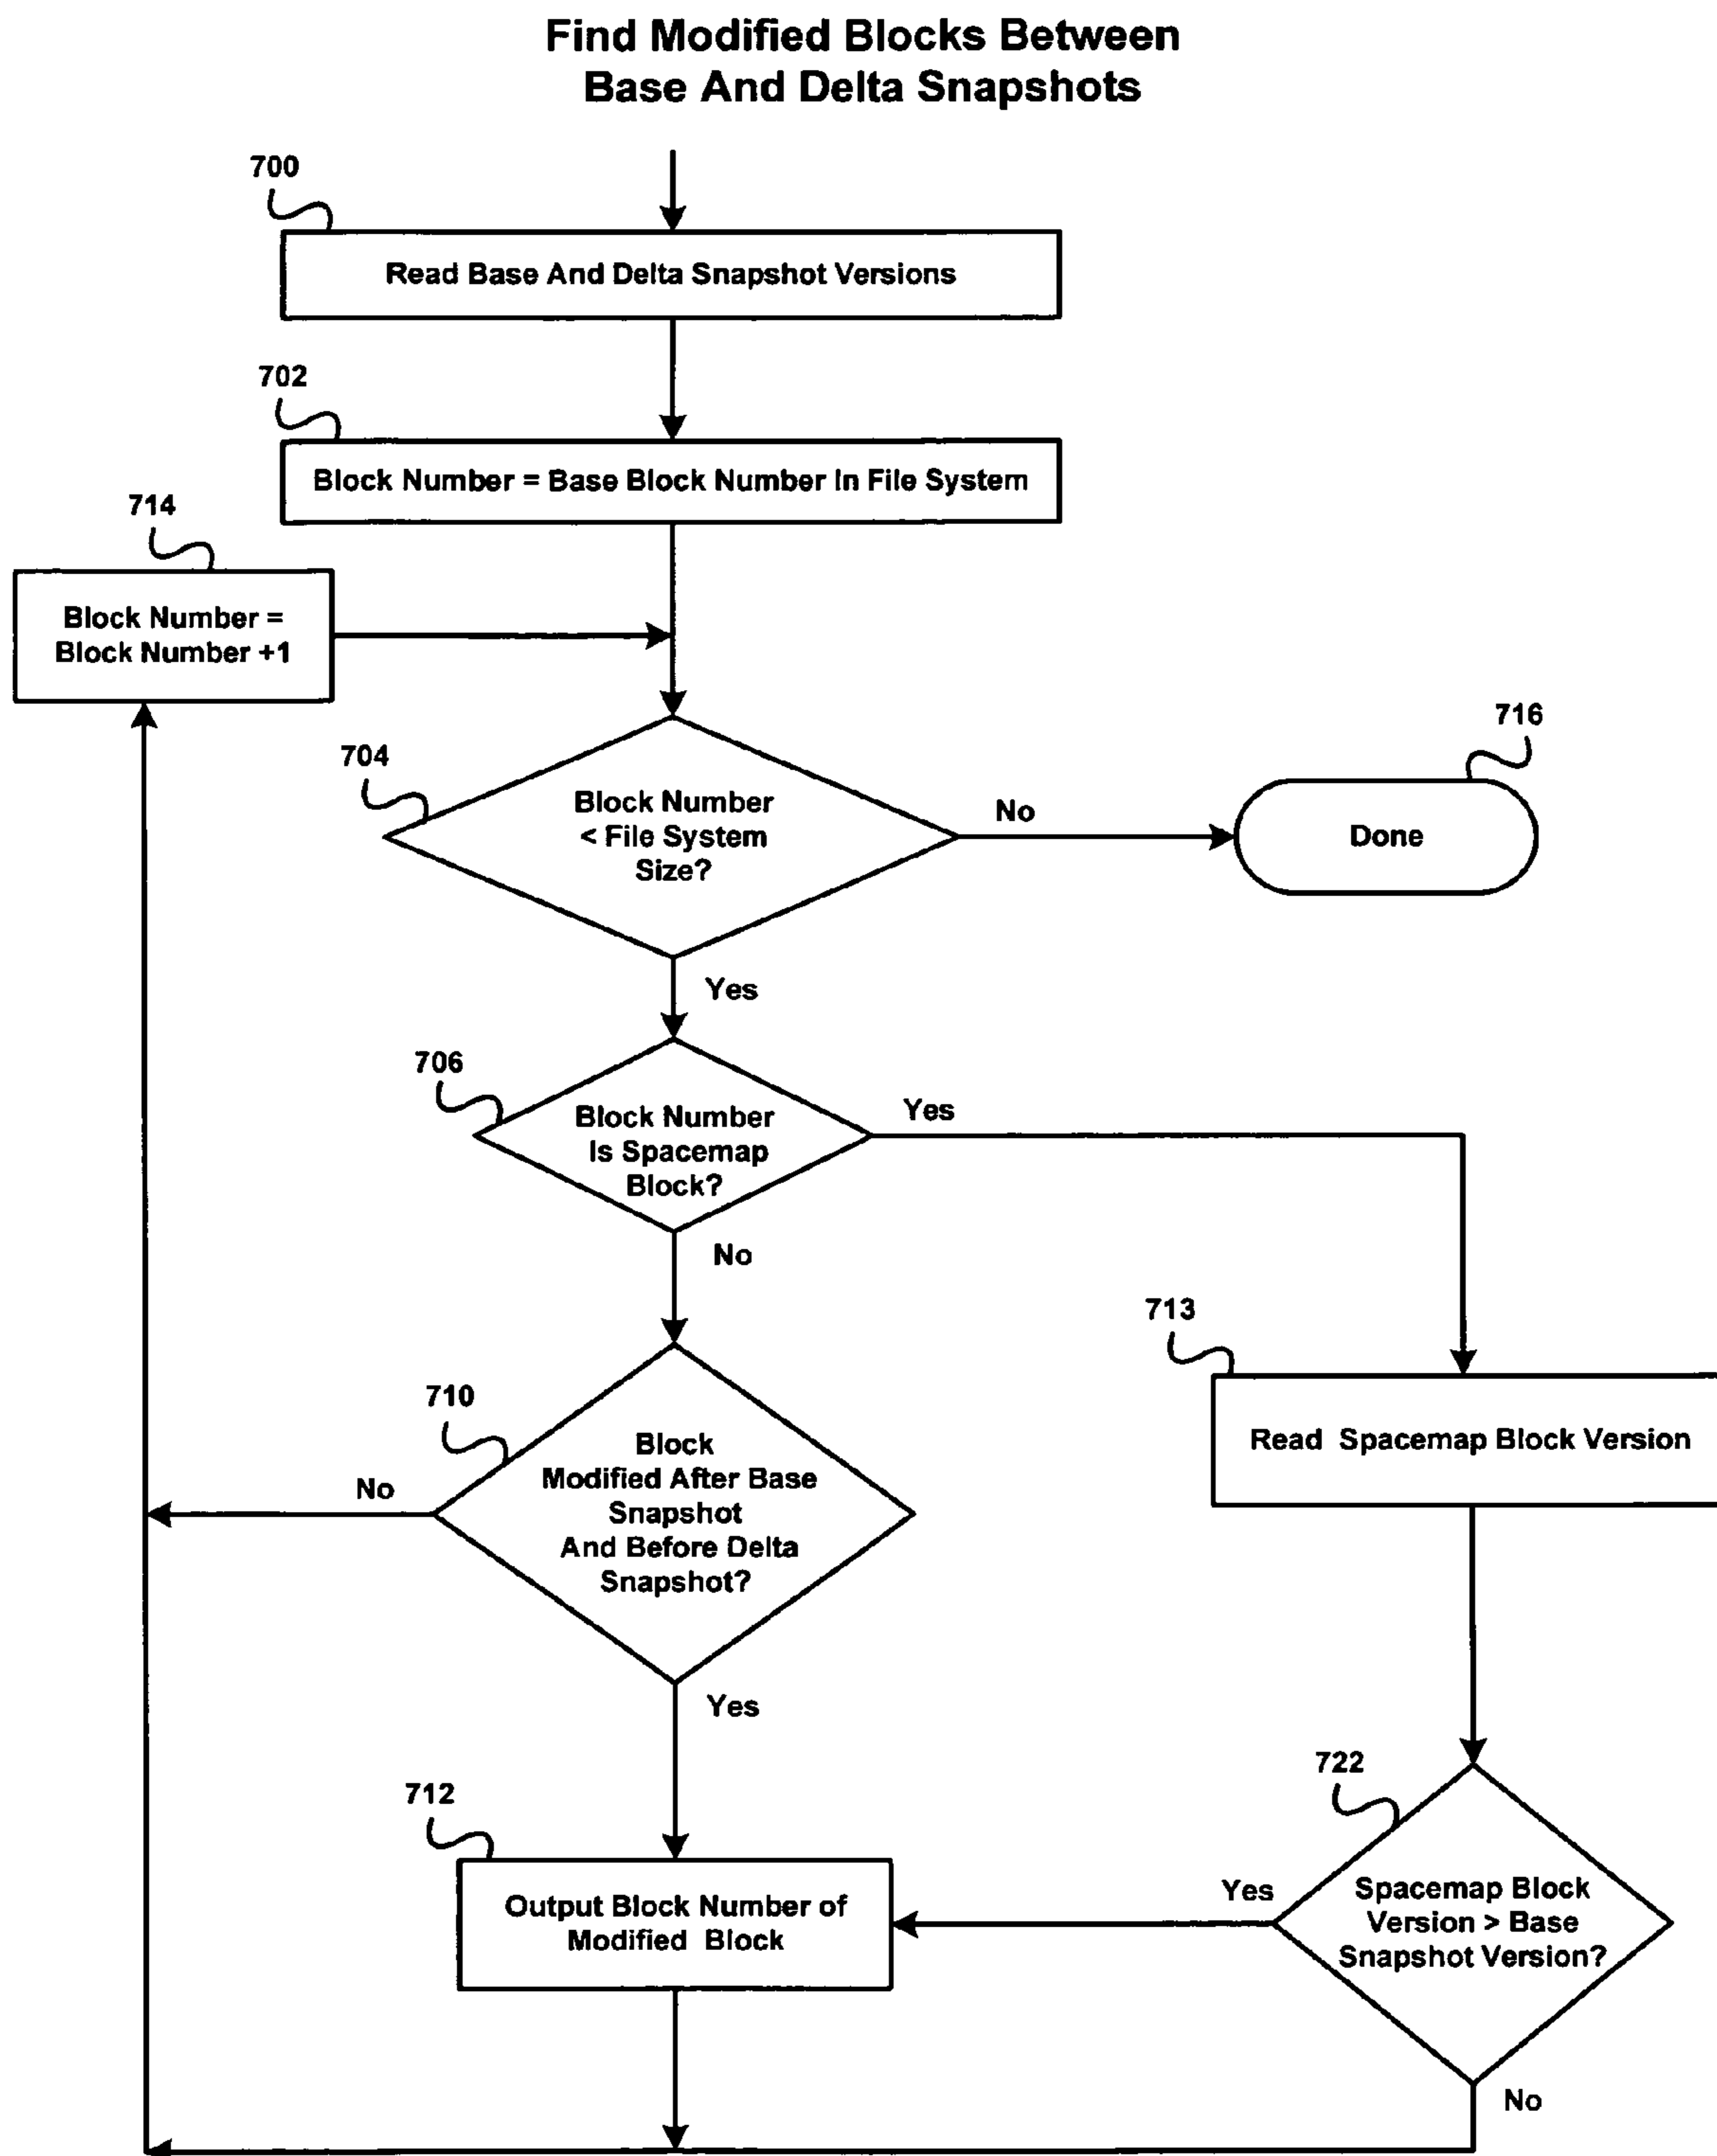 Find Modified Blocks Between
Base And Delta Snapshots
700
Read Base And Delta Snapshot Versions
702
Block Number = Base Block Number In File System
714
Block Number =
Block Number +1
704
Block Number
< File System
Size?
No
716
Done
Yes
706
Block Number
Is Spacemap
Block?
Yes
No
713
Read Spacemap Block Version
710
Block
Modified After Base
Snapshot
And Before Delta
Snapshot?
No
Yes
722
Spacemap Block
Version > Base
Snapshot Version?
Yes
No
712
Output Block Number of
Modified Block